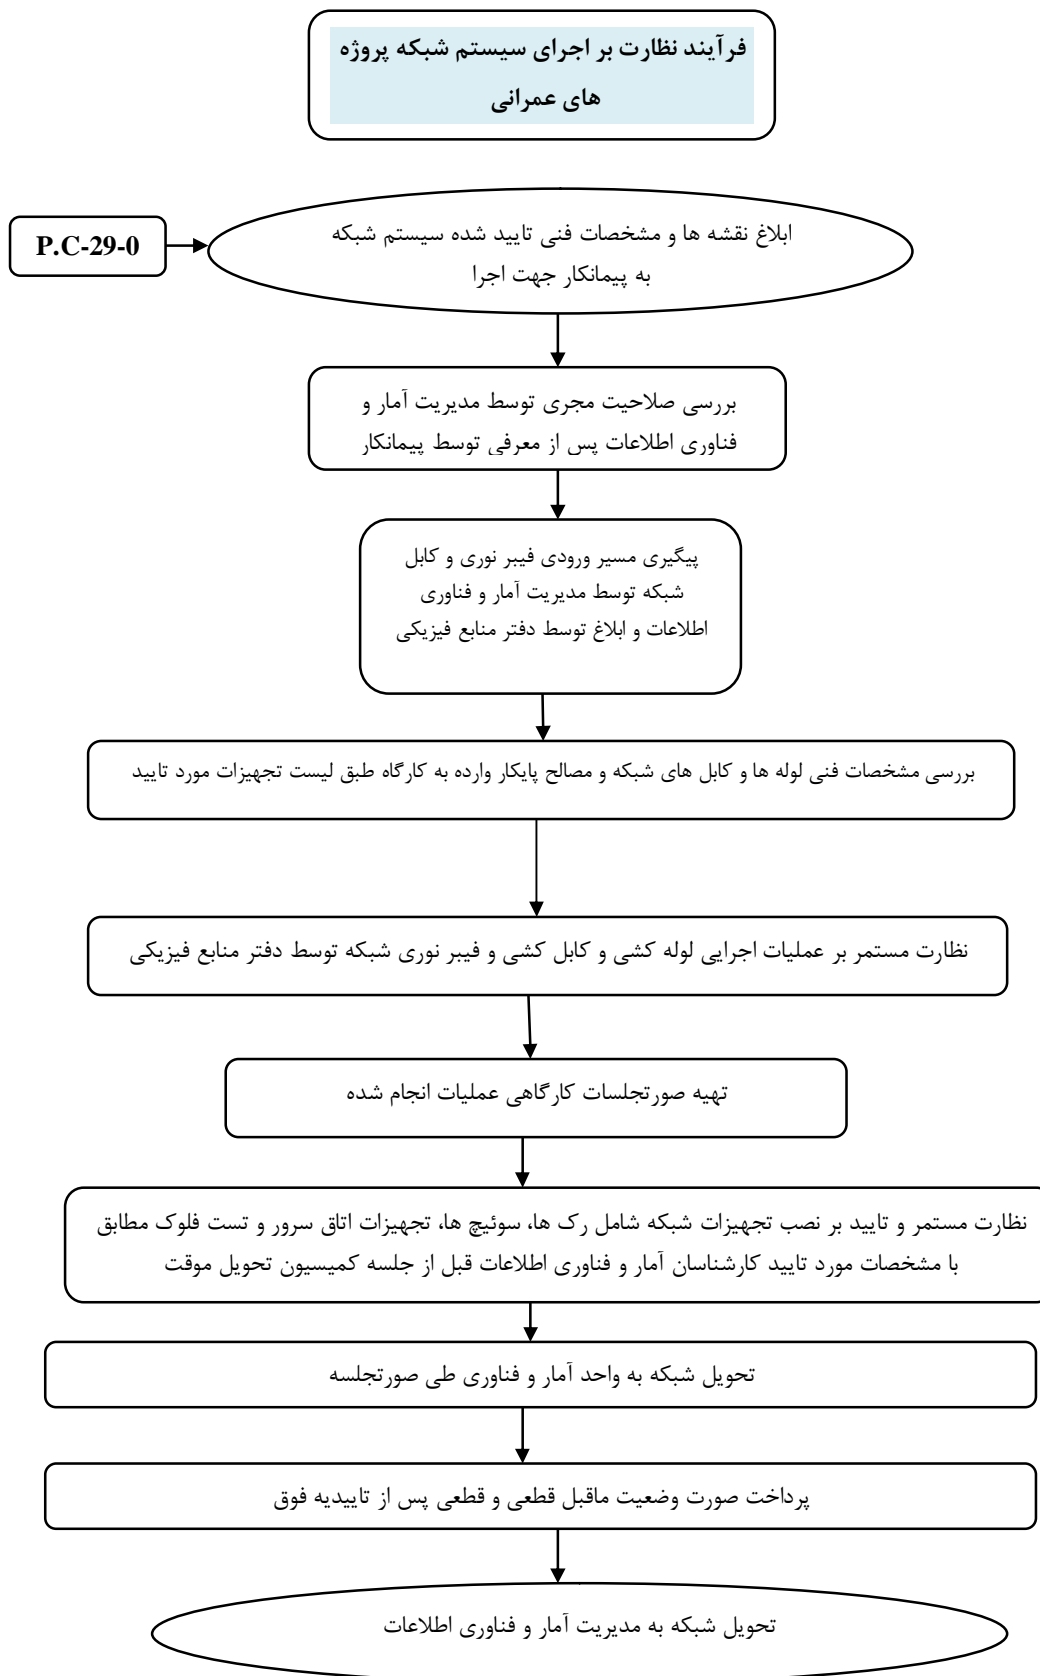 فرآیند نظارت بر اجرای سیستم شبکه پروژه
های عمرانی
P.C-29-0
ابلاغ نقشه ها و مشخصات فنی تایید شده سیستم شبکه
به پیمانکار جهت اجرا
بررسی صلاحیت مجری توسط مدیریت آمار و
فناوری اطلاعات پس از معرفی توسط پیمانکار
پیگیری مسیر ورودی فیبر نوری و کابل
شبکه توسط مدیریت آمار و فناوری
اطلاعات و ابلاغ توسط دفتر منابع فیزیکی
بررسی مشخصات فنی لوله ها و کابل های شبکه و مصالح پایکار وارده به کارگاه طبق لیست تجهیزات مورد تایید
نظارت مستمر بر عملیات اجرایی لوله کشی و کابل کشی و فیبر نوری شبکه توسط دفتر منابع فیزیکی
تهیه صورتجلسات کارگاهی عملیات انجام شده
نظارت مستمر و تایید بر نصب تجهیزات شبکه شامل رک ها، سوئیچ ها، تجهیزات اتاق سرور و تست فلوک مطابق
با مشخصات مورد تایید کارشناسان آمار و فناوری اطلاعات قبل از جلسه کمیسیون تحویل موقت
تحویل شبکه به واحد آمار و فناوری طی صورتجلسه
پرداخت صورت وضعیت ماقبل قطعی و قطعی پس از تاییدیه فوق
تحویل شبکه به مدیریت آمار و فناوری اطلاعات